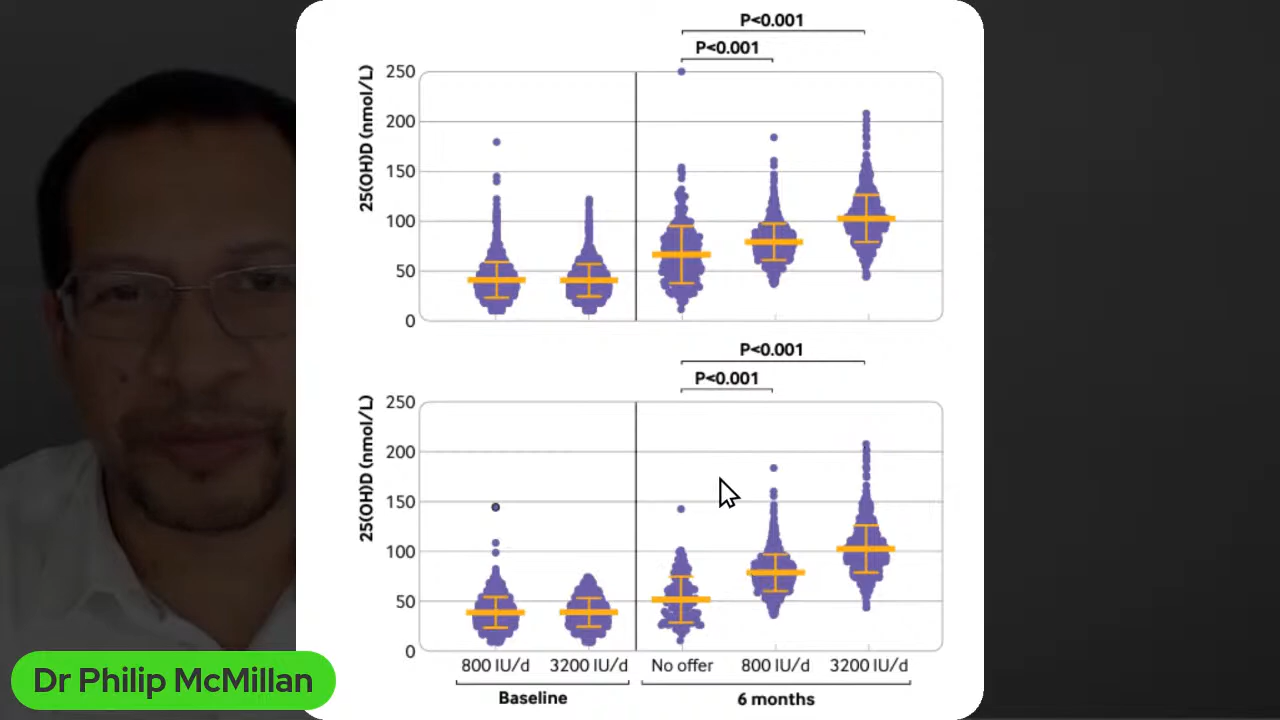 P<0.001
P<0.001
25(OH)D (nmol/L)
250
200
150
100
50
0
P<0.001
P<0.001
25(OH)D (nmol/L)
250
200
150
100
50
0
800 IU/d 3200 IU/d No offer 800 IU/d 3200 IU/d
Baseline 6 months
Dr Philip McMillan